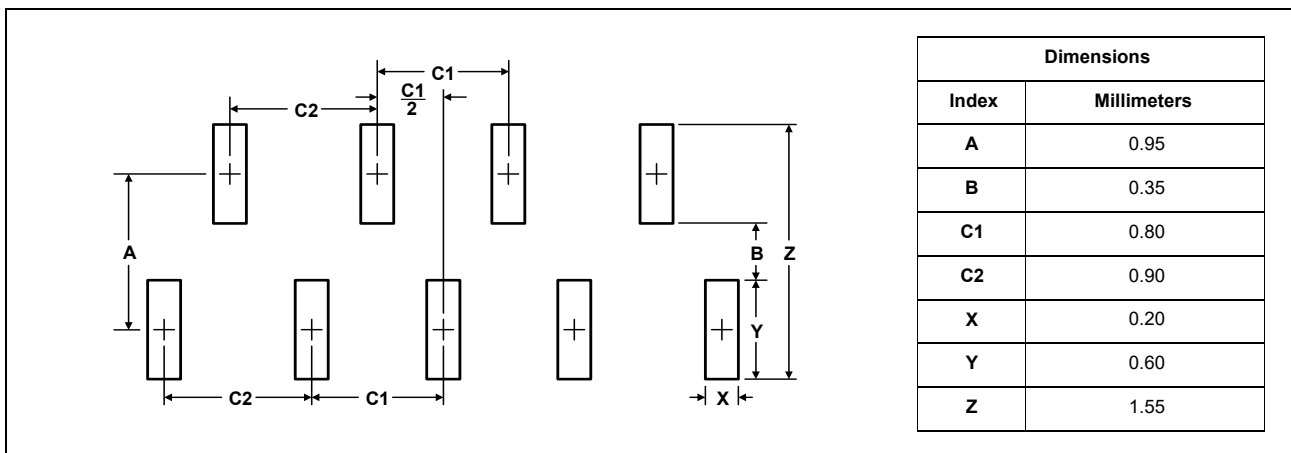 C1
C1
2
C2
A
B
Z
Y
X
C2
C1
Dimensions
Index Millimeters
A 0.95
B 0.35
C1 0.80
C2 0.90
X 0.20
Y 0.60
Z 1.55